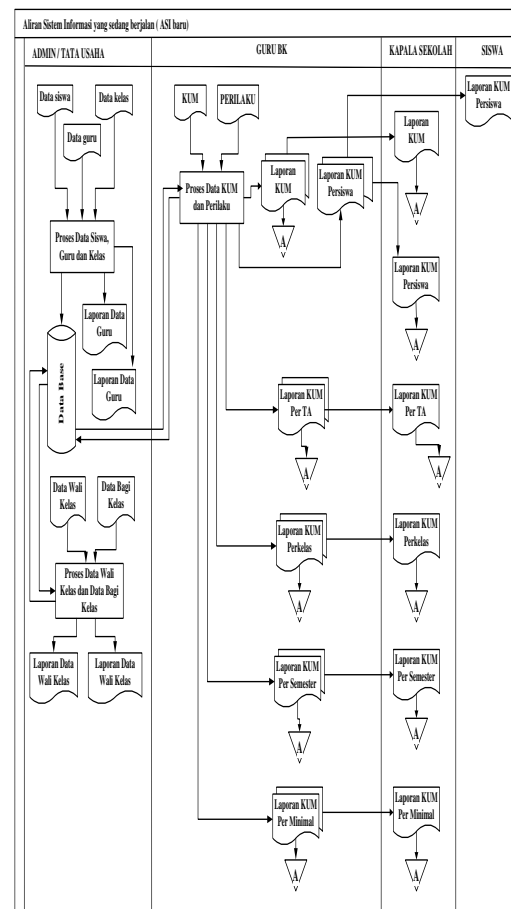 Aliran Sistem Informasi yang sedang berjalan ( ASI baru)
ADMIN / TATA USAHA
GURU BK
KAPALA SEKOLAH
SISWA
Data siswa
Data kelas
Data guru
Proses Data Siswa,
Guru dan Kelas
Laporan Data
Guru
Laporan Data
Guru
Data Base
Data Wali
Kelas
Data Bagi
Kelas
Proses Data Wali
Kelas dan Data Bagi
Kelas
Laporan Data
Wali Kelas
Laporan Data
Wali Kelas
KUM
PERILAKU
Proses Data KUM
dan Perilaku
Laporan
KUM
A
Laporan KUM
Persiswa
Laporan KUM
Per TA
A
Laporan KUM
Perkelas
A
Laporan KUM
Per Semester
A
Laporan KUM
Per Minimal
A
Laporan
KUM
A
Laporan KUM
Persiswa
A
Laporan KUM
Per TA
A
Laporan KUM
Perkelas
A
Laporan KUM
Per Semester
A
Laporan KUM
Per Minimal
A
Laporan KUM
Persiswa